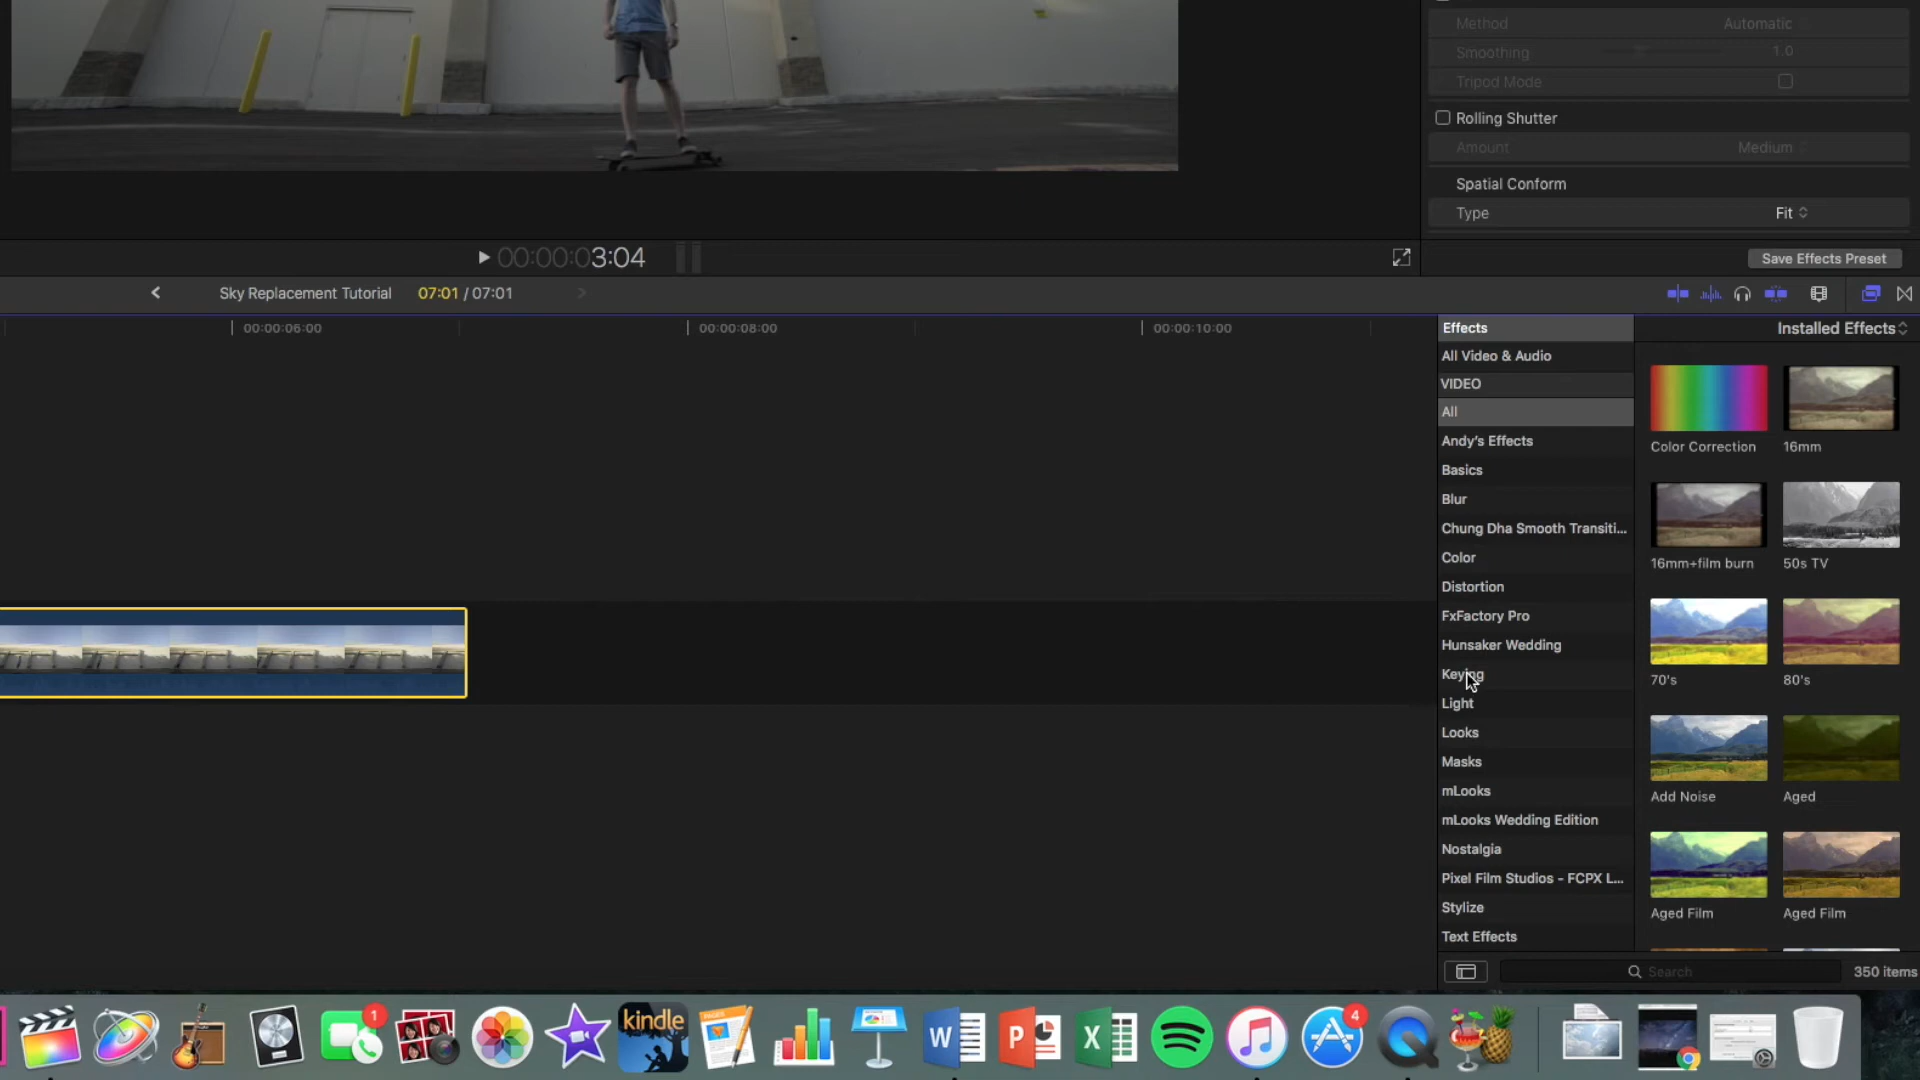 Method Automatic
Smoothing 1.0
Tripod Mode
Rolling Shutter
Amount Medium
Spatial Conform
Type Fit
00:00:03:04
Save Effects Preset
Sky Replacement Tutorial 07:01 / 07:01
00:00:06:00 00:00:08:00 00:00:10:00
Effects
Installed Effects
All Video & Audio
VIDEO
All
Andy's Effects
Basics
Blur
Chung Dha Smooth Transiti...
Color
Distortion
FxFactory Pro
Hunsaker Wedding
Keying
Light
Looks
Masks
mLooks
mLooks Wedding Edition
Nostalgia
Pixel Film Studios - FCPX L...
Stylize
Text Effects
Color Correction 16mm
16mm+film burn 50s TV
70's 80's
Add Noise Aged
Aged Film Aged Film
Search
350 items
1
kindle
W
P
X
4